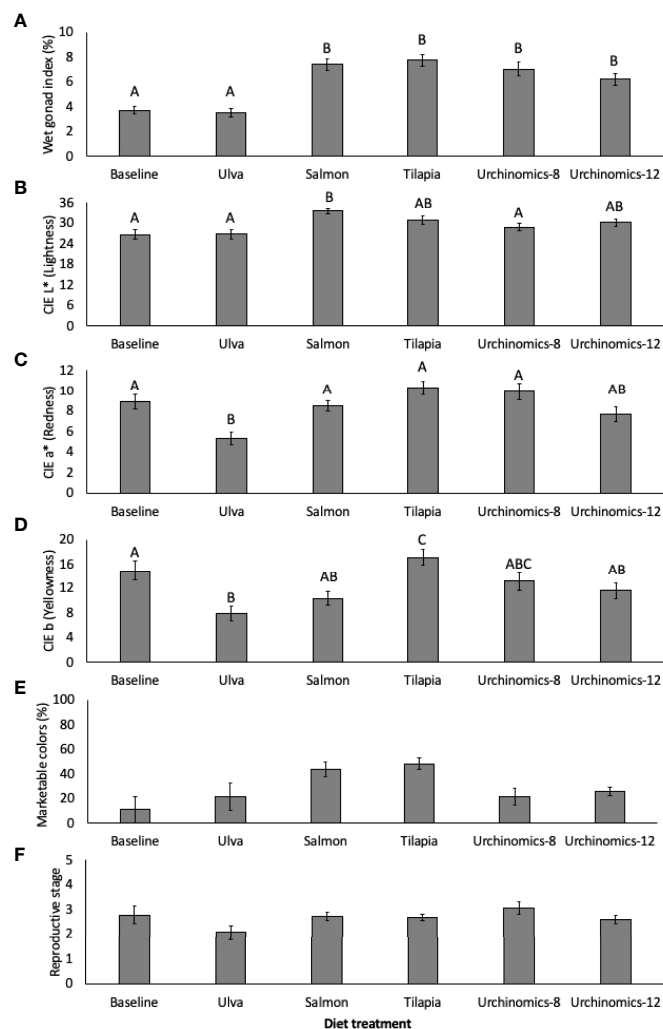 A
Wet gonad index (%)
10
8
6
4
2
0
A
A
B
B
B
B
Baseline
Ulva
Salmon
Tilapia
Urchinomics-8
Urchinomics-12
B
CIE L* (Lightness)
36
30
24
18
12
6
0
A
A
B
AB
A
AB
Baseline
Ulva
Salmon
Tilapia
Urchinomics-8
Urchinomics-12
C
CIE a* (Redness)
12
10
8
6
4
2
0
A
B
A
A
A
AB
Baseline
Ulva
Salmon
Tilapia
Urchinomics-8
Urchinomics-12
D
CIE b (Yellowness)
20
16
12
8
4
0
A
B
AB
C
ABC
AB
Baseline
Ulva
Salmon
Tilapia
Urchinomics-8
Urchinomics-12
E
Marketable colors (%)
100
80
60
40
20
0
Baseline
Ulva
Salmon
Tilapia
Urchinomics-8
Urchinomics-12
F
Reproductive stage
5
4
3
2
1
0
Baseline
Ulva
Salmon
Tilapia
Urchinomics-8
Urchinomics-12
Diet treatment